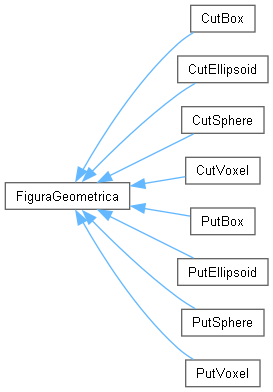 CutBox
CutEllipsoid
CutSphere
CutVoxel
FiguraGeometrica
PutBox
PutEllipsoid
PutSphere
PutVoxel